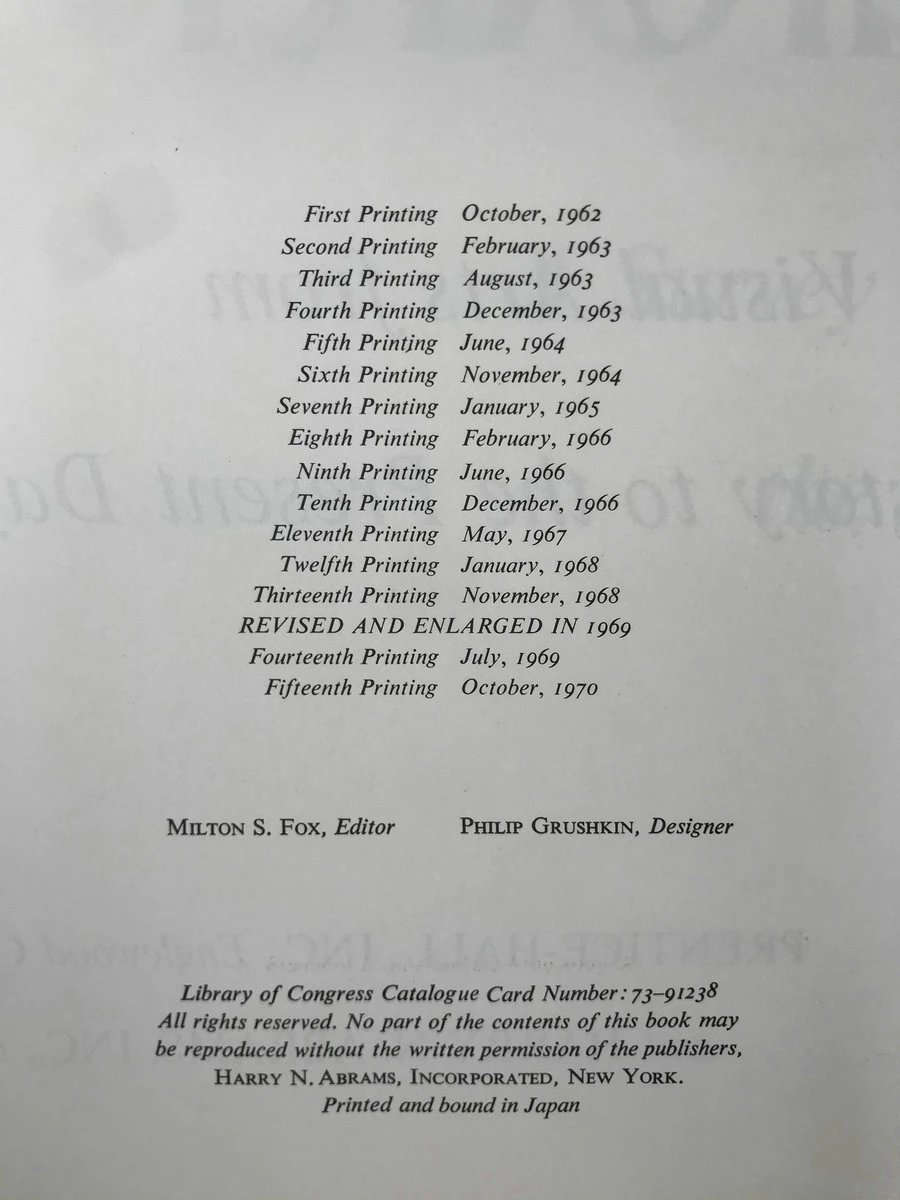 First Printing October, 1962
Second Printing February, 1963
Third Printing August, 1963
Fourth Printing December, 1963
Fifth Printing June, 1964
Sixth Printing November, 1964
Seventh Printing January, 1965
Eighth Printing February, 1966
Ninth Printing June, 1966
Tenth Printing December, 1966
Eleventh Printing May, 1967
Twelfth Printing January, 1968
Thirteenth Printing November, 1968
REVISED AND ENLARGED IN 1969
Fourteenth Printing July, 1969
Fifteenth Printing October, 1970
MILTON S. FOX, Editor PHILIP GRUSHKIN, Designer
Library of Congress Catalogue Card Number: 73–91238
All rights reserved. No part of the contents of this book may
be reproduced without the written permission of the publishers,
HARRY N. ABRAMS, INCORPORATED, NEW YORK.
Printed and bound in Japan